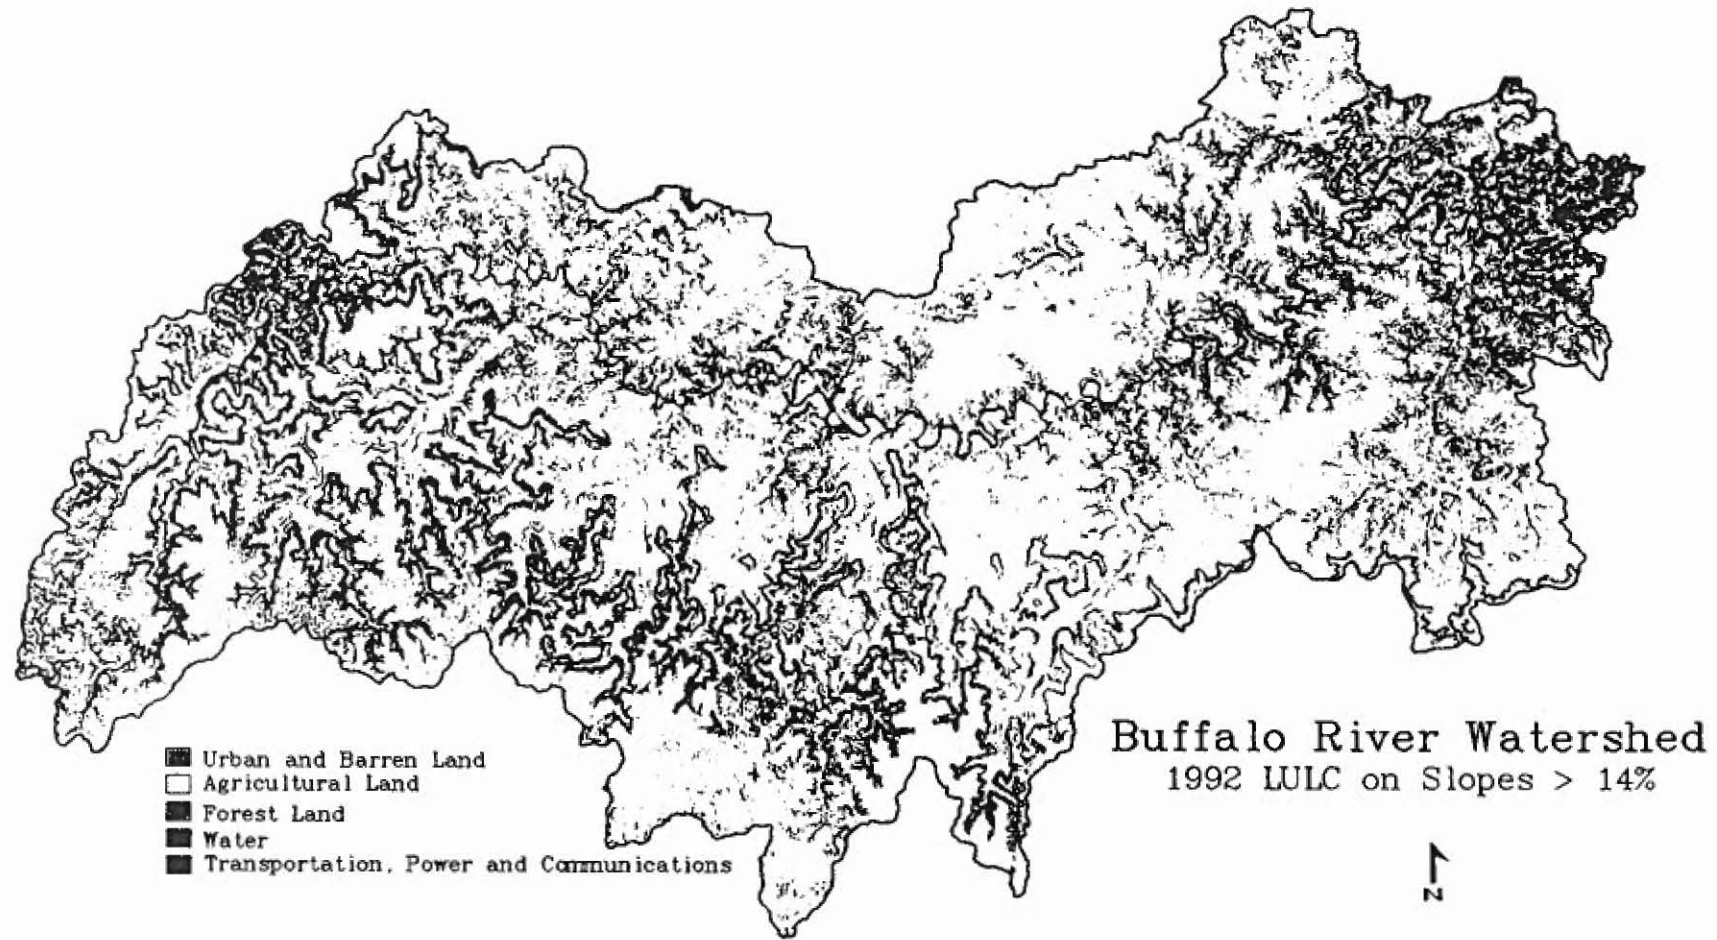 Urban and Barren Land
Agricultural Land
Forest Land
Water
Transportation, Power and Communications
Buffalo River Watershed
1992 LULC on Slopes > 14%
N